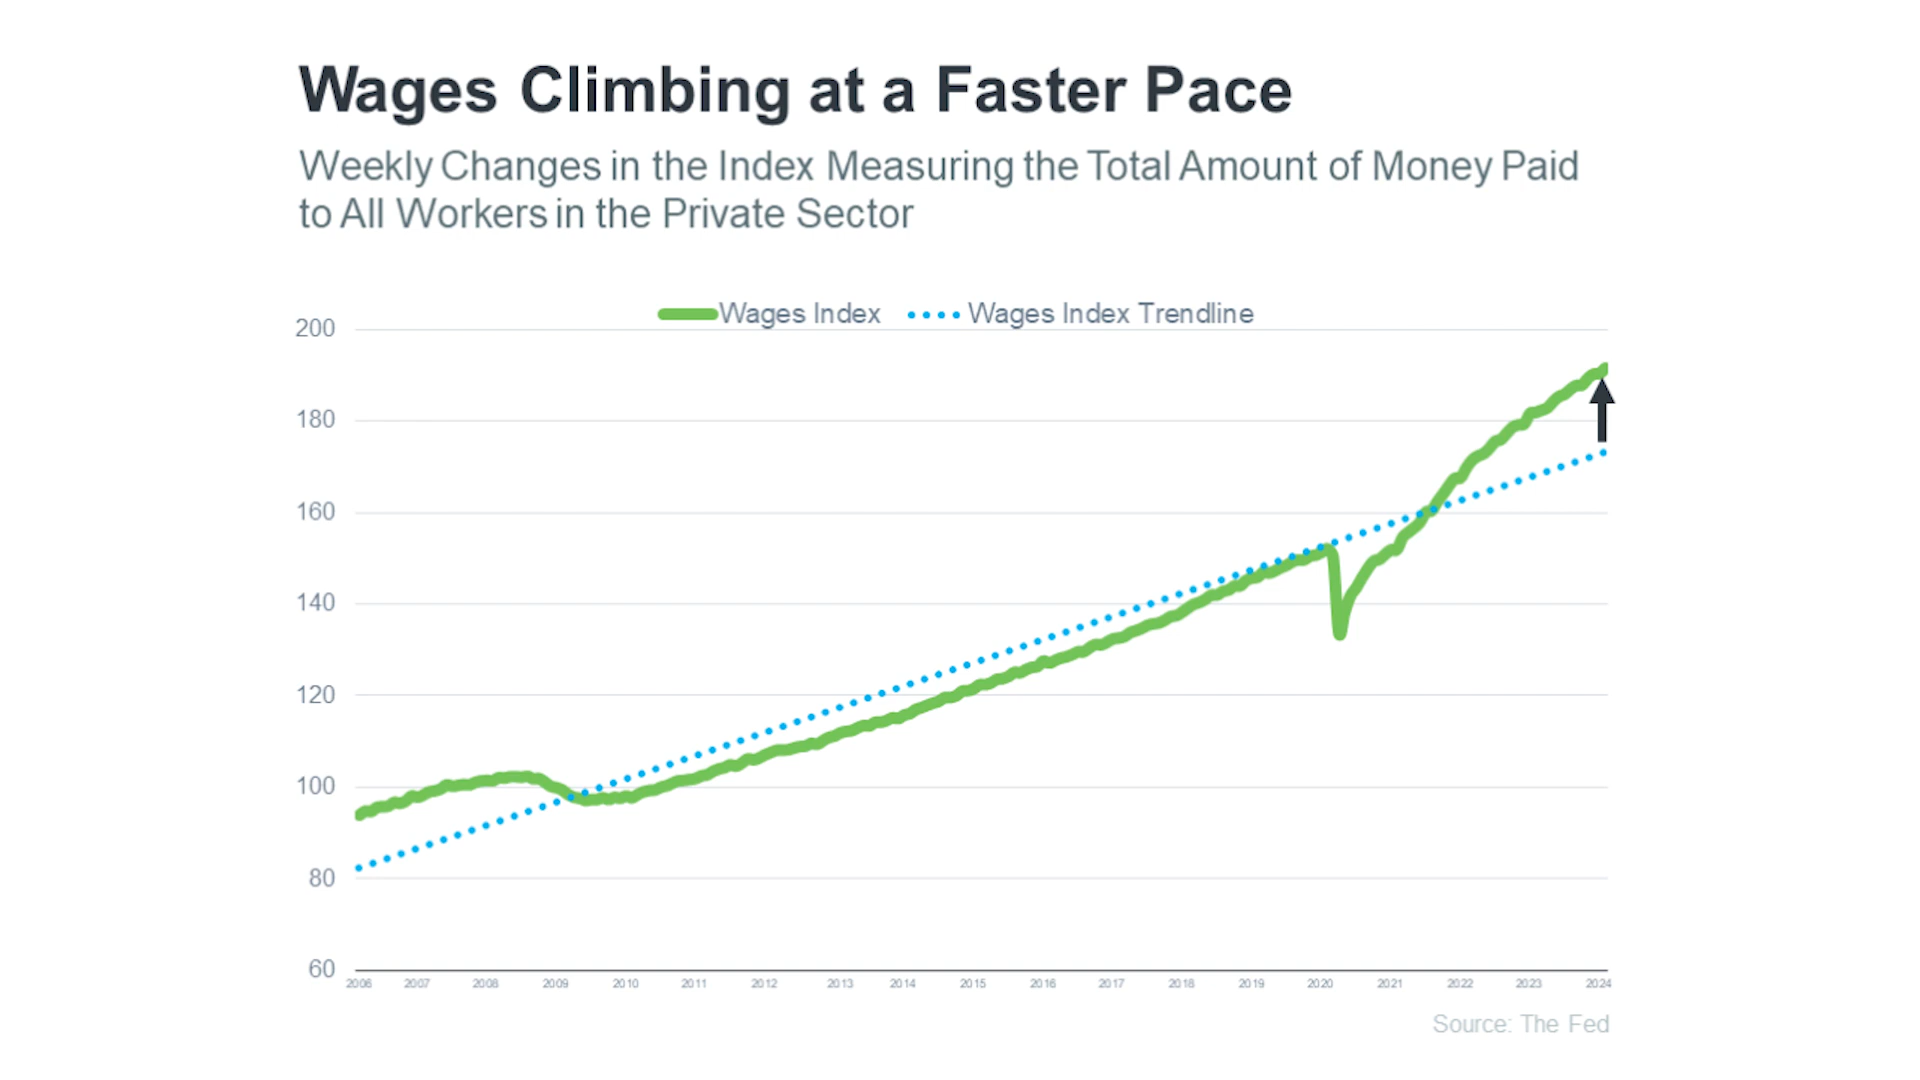 Wages Climbing at a Faster Pace
Weekly Changes in the Index Measuring the Total Amount of Money Paid
to All Workers in the Private Sector
Wages Index
Wages Index Trendline
200
180
160
140
120
100
80
60
2006 2007 2008 2009 2010 2011 2012 2013 2014 2015 2016 2017 2018 2019 2020 2021 2022 2023 2024
Source: The Fed